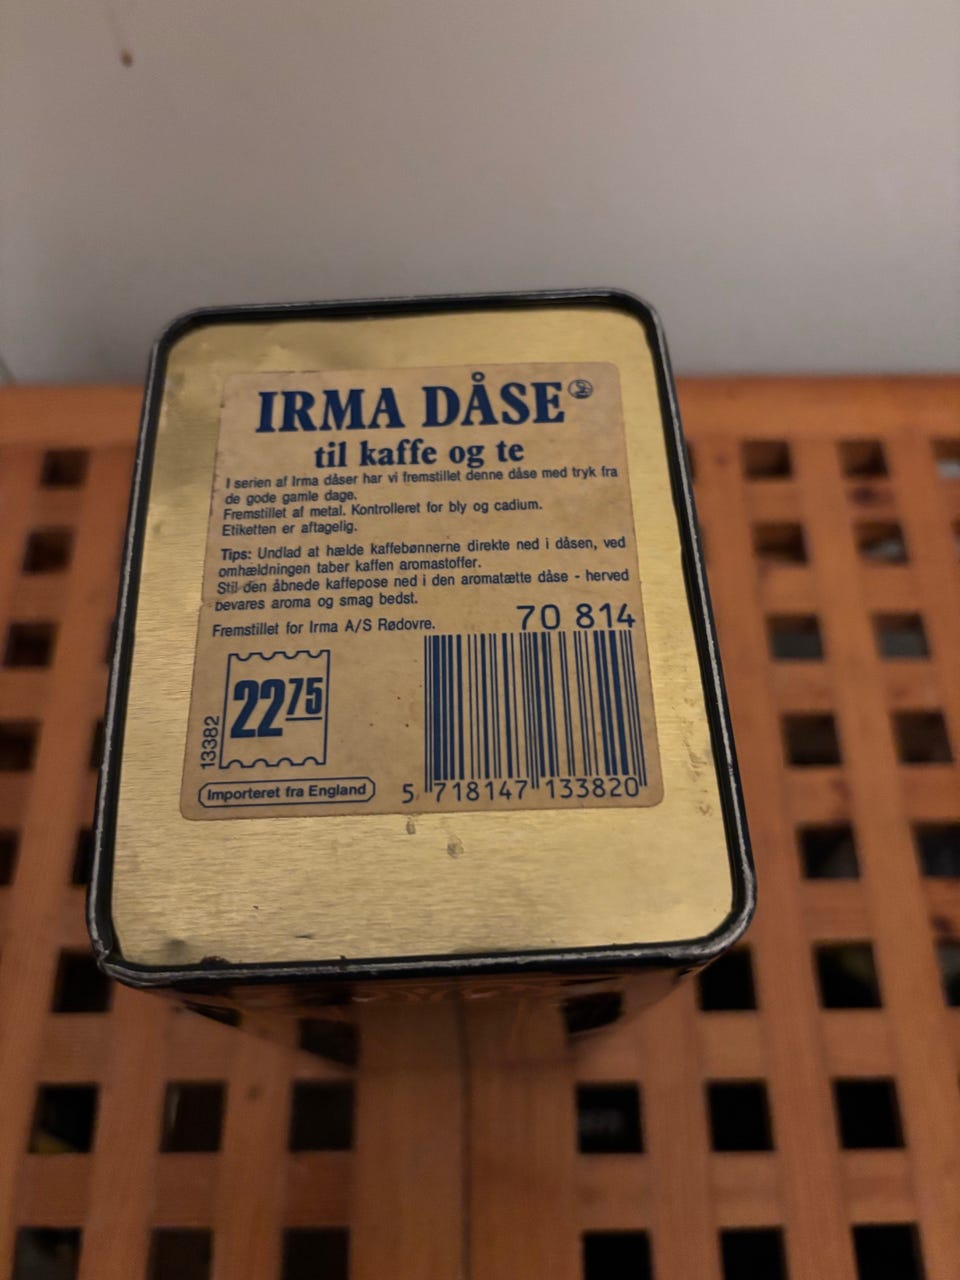 IRMA DÅSE
til kaffe og te
I serien af Irma dåser har vi fremstillet denne dåse med tryk fra
de gode gamle dage.
Fremstillet af metal. Kontrolleret for bly og cadium.
Etiketten er aftagelig.
Tips: Undlad at hælde kaffebønnerne direkte ned i dåsen, ved
omhældningen taber kaffen aromastoffer.
Stil den åbnede kaffepose ned i den aromatætte dåse - herved
bevares aroma og smag bedst.
Fremstillet for Irma A/S Rødovre.
70 814
22 75
13382
Importeret fra England
5 718147 133820